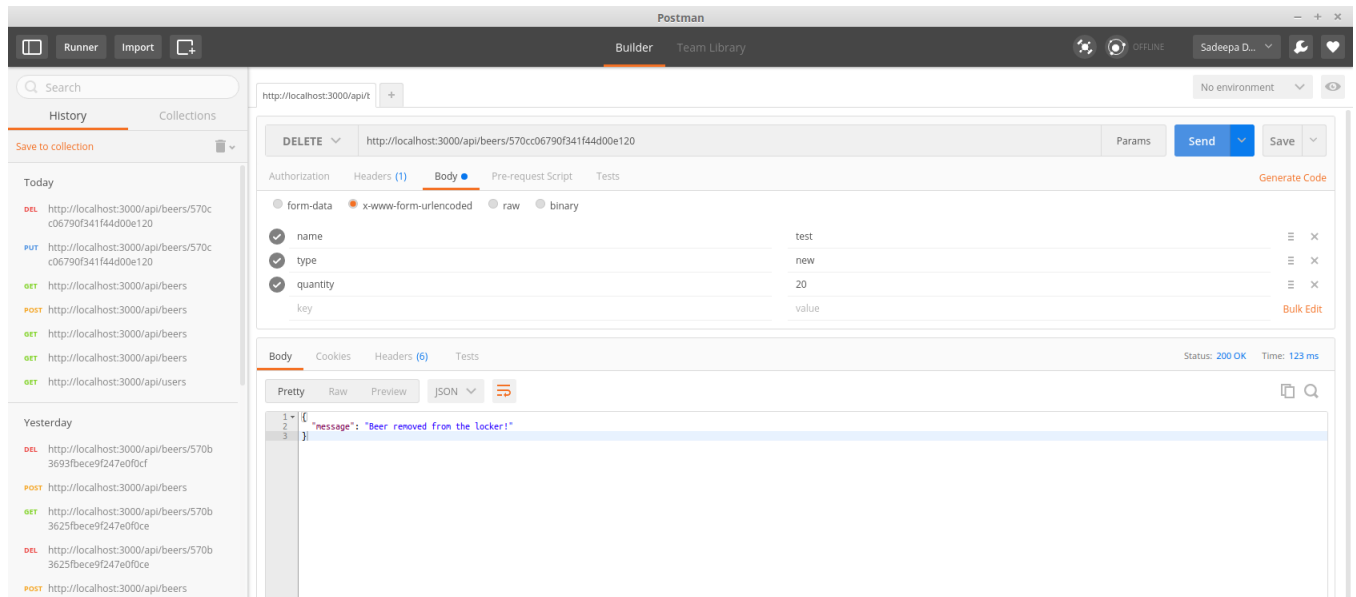 Postman
Runner Import Builder Team Library OFFLINE Sadeepa D...
Search
History Collections
Save to collection
Today
DEL http://localhost:3000/api/beers/570c
c06790f341f44d00e120
PUT http://localhost:3000/api/beers/570c
c06790f341f44d00e120
GET http://localhost:3000/api/beers
POST http://localhost:3000/api/beers
GET http://localhost:3000/api/beers
GET http://localhost:3000/api/beers
GET http://localhost:3000/api/users
Yesterday
DEL http://localhost:3000/api/beers/570b
3693fbece9f247e0f0cf
POST http://localhost:3000/api/beers
GET http://localhost:3000/api/beers/570b
3625fbece9f247e0f0ce
DEL http://localhost:3000/api/beers/570b
3625fbece9f247e0f0ce
POST http://localhost:3000/api/beers
http://localhost:3000/api/t +
No environment
DELETE http://localhost:3000/api/beers/570cc06790f341f44d00e120 Params Send Save
Authorization Headers (1) Body Pre-request Script Tests Generate Code
form-data x-www-form-urlencoded raw binary
name test
type new
quantity 20
key value Bulk Edit
Body Cookies Headers (6) Tests Status: 200 OK Time: 123 ms
Pretty Raw Preview JSON
1 {
2 "message": "Beer removed from the locker!"
3 }